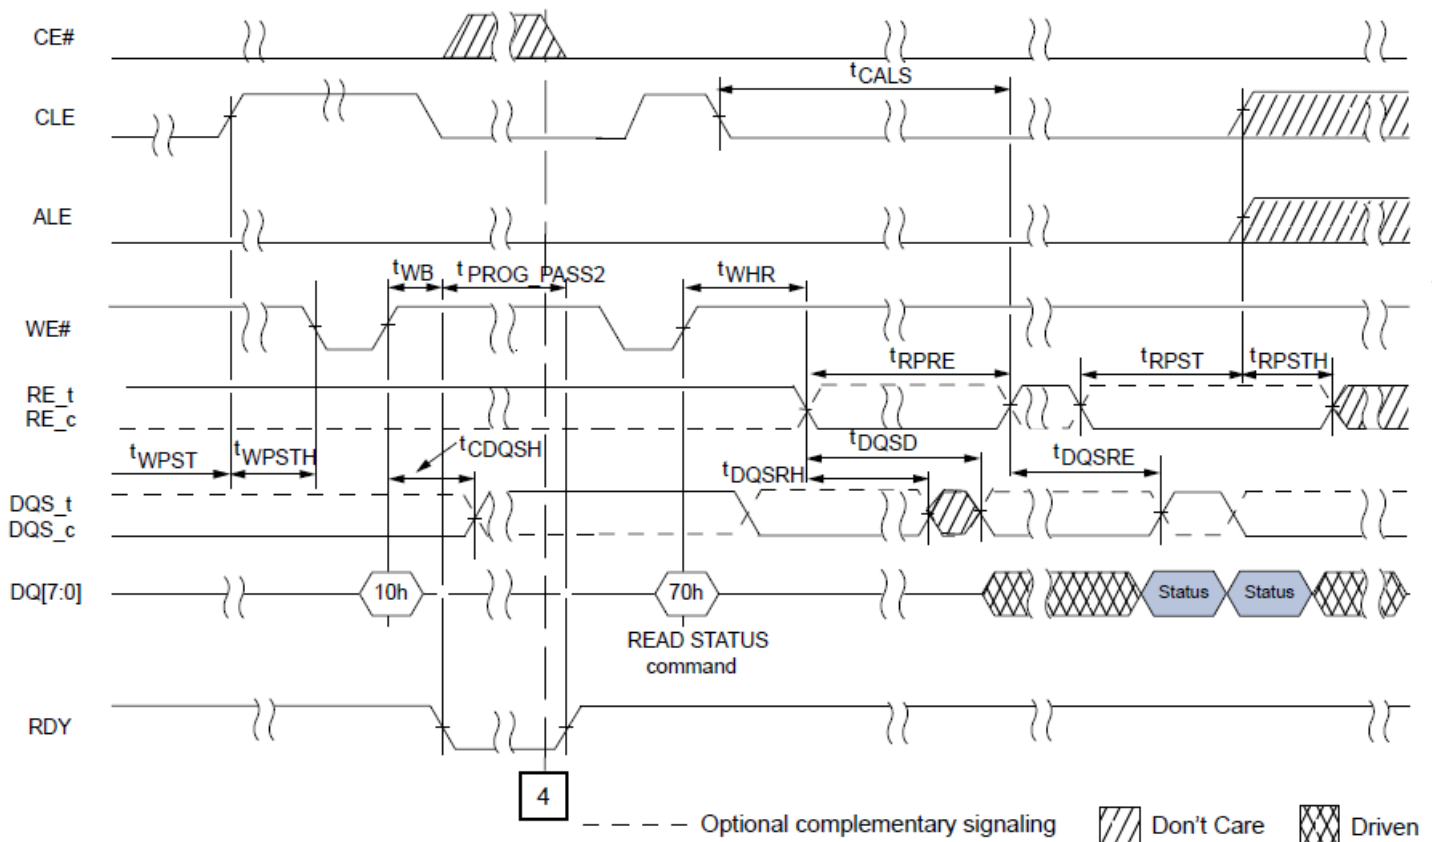 CE#
tCALS
CLE
ALE
tWB
tPROG_PASS2
tWHR
WE#
tRPRE
tRPST
tRPSTH
RE_t
RE_c
tWPST
tWPSTH
tCDQSH
tDQSD
tDQSRH
tDQSRE
DQS_t
DQS_c
DQ[7:0]
10h
70h
Status
Status
READ STATUS
command
RDY
4
Optional complementary signaling
Don't Care
Driven